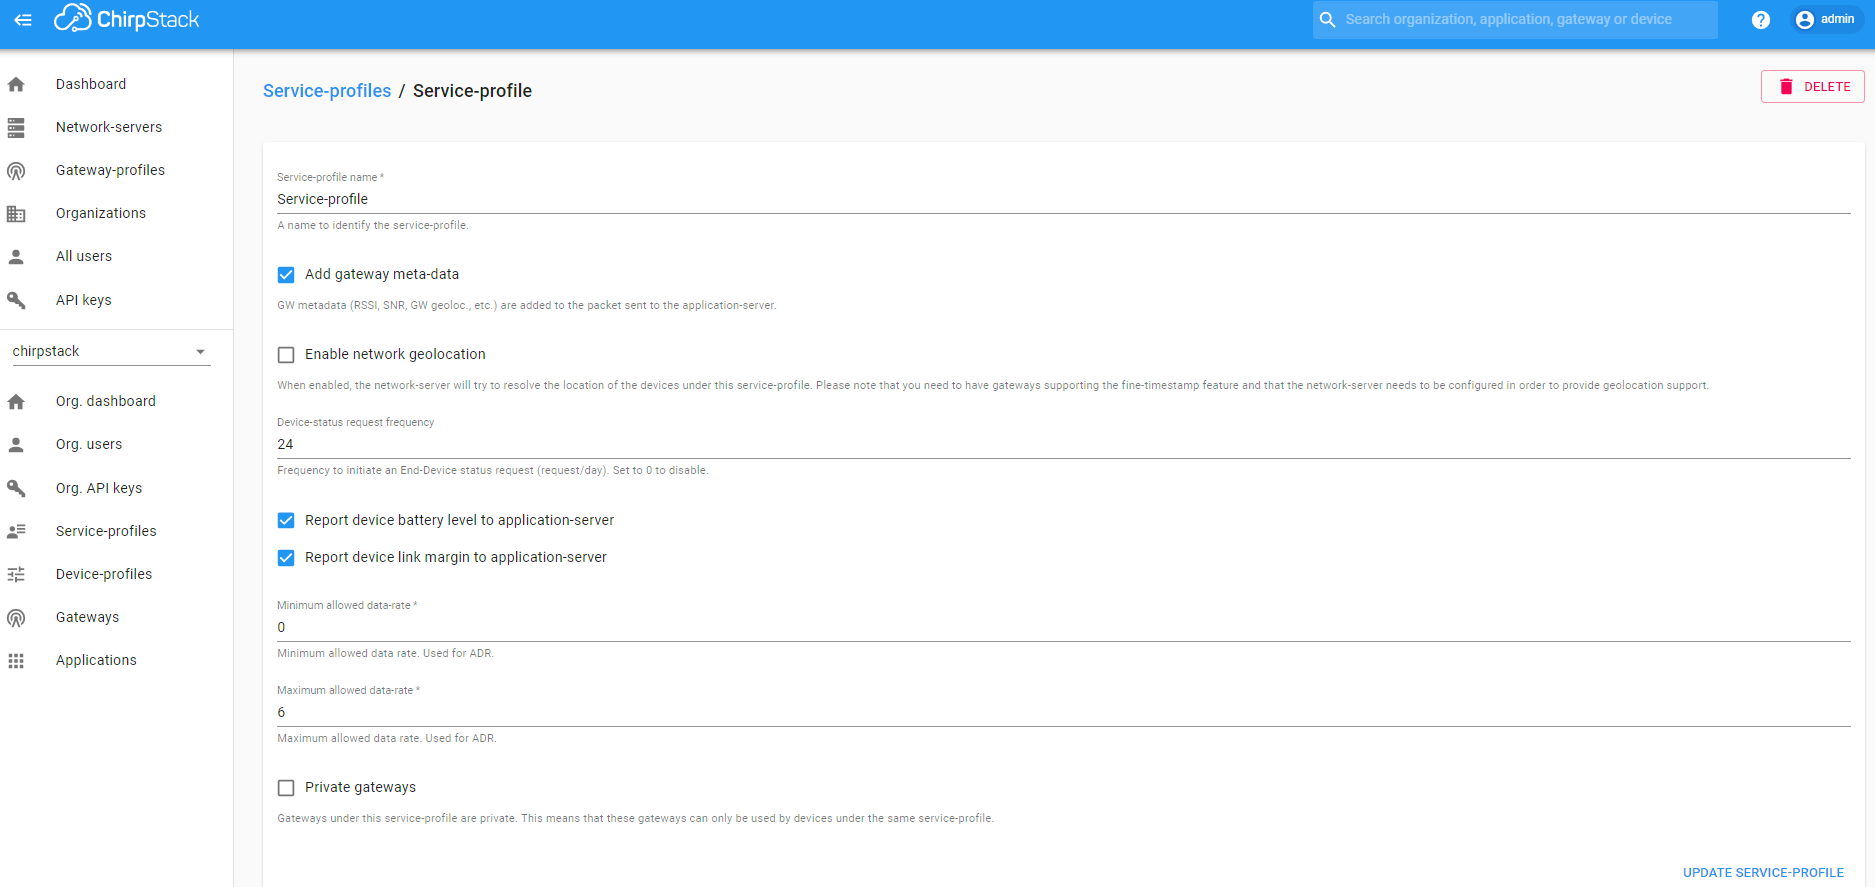 ChirpStack
Search organization, application, gateway or device
?
admin
Dashboard
Network-servers
Gateway-profiles
Organizations
All users
API keys
chirpstack
Org. dashboard
Org. users
Org. API keys
Service-profiles
Device-profiles
Gateways
Applications
Service-profiles / Service-profile
DELETE
Service-profile name *
Service-profile
A name to identify the service-profile.
Add gateway meta-data
GW metadata (RSSI, SNR, GW geoloc., etc.) are added to the packet sent to the application-server.
Enable network geolocation
When enabled, the network-server will try to resolve the location of the devices under this service-profile. Please note that you need to have gateways supporting the fine-timestamp feature and that the network-server needs to be configured in order to provide geolocation support.
Device-status request frequency
24
Frequency to initiate an End-Device status request (request/day). Set to 0 to disable.
Report device battery level to application-server
Report device link margin to application-server
Minimum allowed data-rate *
0
Minimum allowed data rate. Used for ADR.
Maximum allowed data-rate *
6
Maximum allowed data rate. Used for ADR.
Private gateways
Gateways under this service-profile are private. This means that these gateways can only be used by devices under the same service-profile.
UPDATE SERVICE-PROFILE